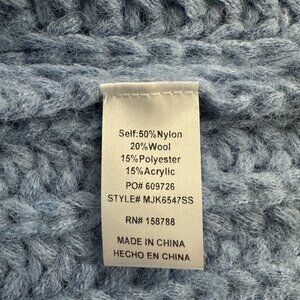 Self:50%Nylon
20%Wool
15%Polyester
15%Acrylic
PO# 609726
STYLE# MJK6547SS
RN# 158788
MADE IN CHINA
HECHO EN CHINA